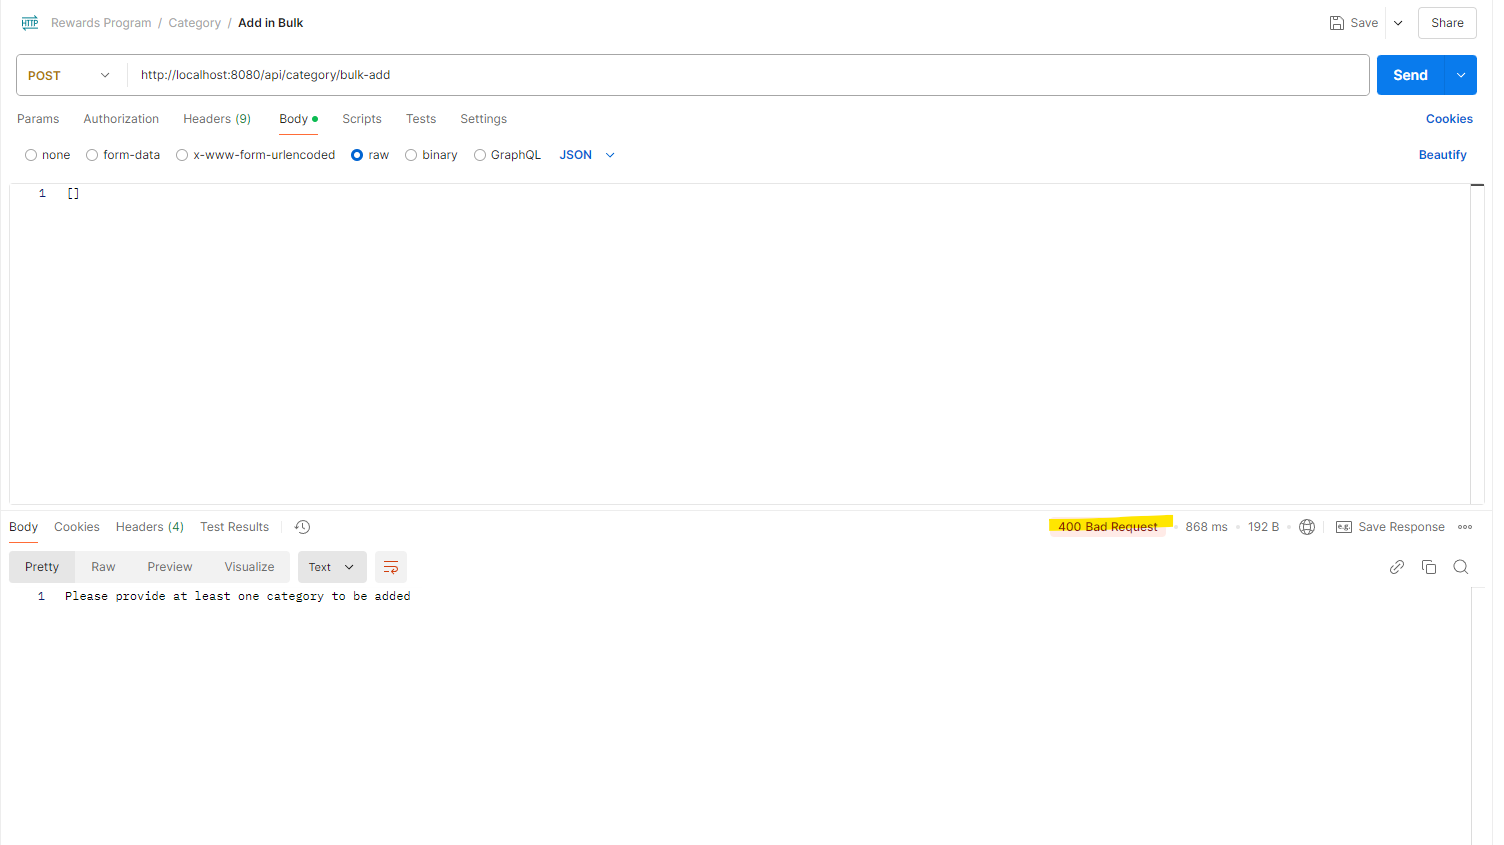 HTTP Rewards Program / Category / Add in Bulk Save Share
POST http://localhost:8080/api/category/bulk-add Send
Params Authorization Headers (9) Body Scripts Tests Settings Cookies
none form-data x-www-form-urlencoded raw binary GraphQL JSON Beautify
1 []
Body Cookies Headers (4) Test Results 400 Bad Request 868 ms 192 B e.g. Save Response
Pretty Raw Preview Visualize Text
1 Please provide at least one category to be added